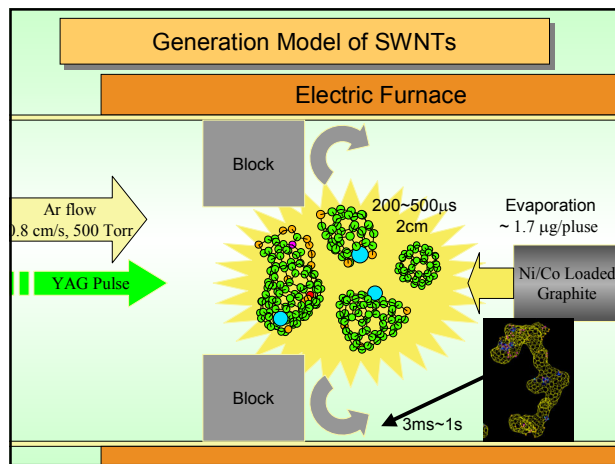 Generation Model of SWNTs
Electric Furnace
Block
Ar flow
0.8 cm/s, 500 Torr
YAG Pulse
200~500µs
2cm
Evaporation
~ 1.7 µg/pluse
Ni/Co Loaded
Graphite
Block
3ms~1s